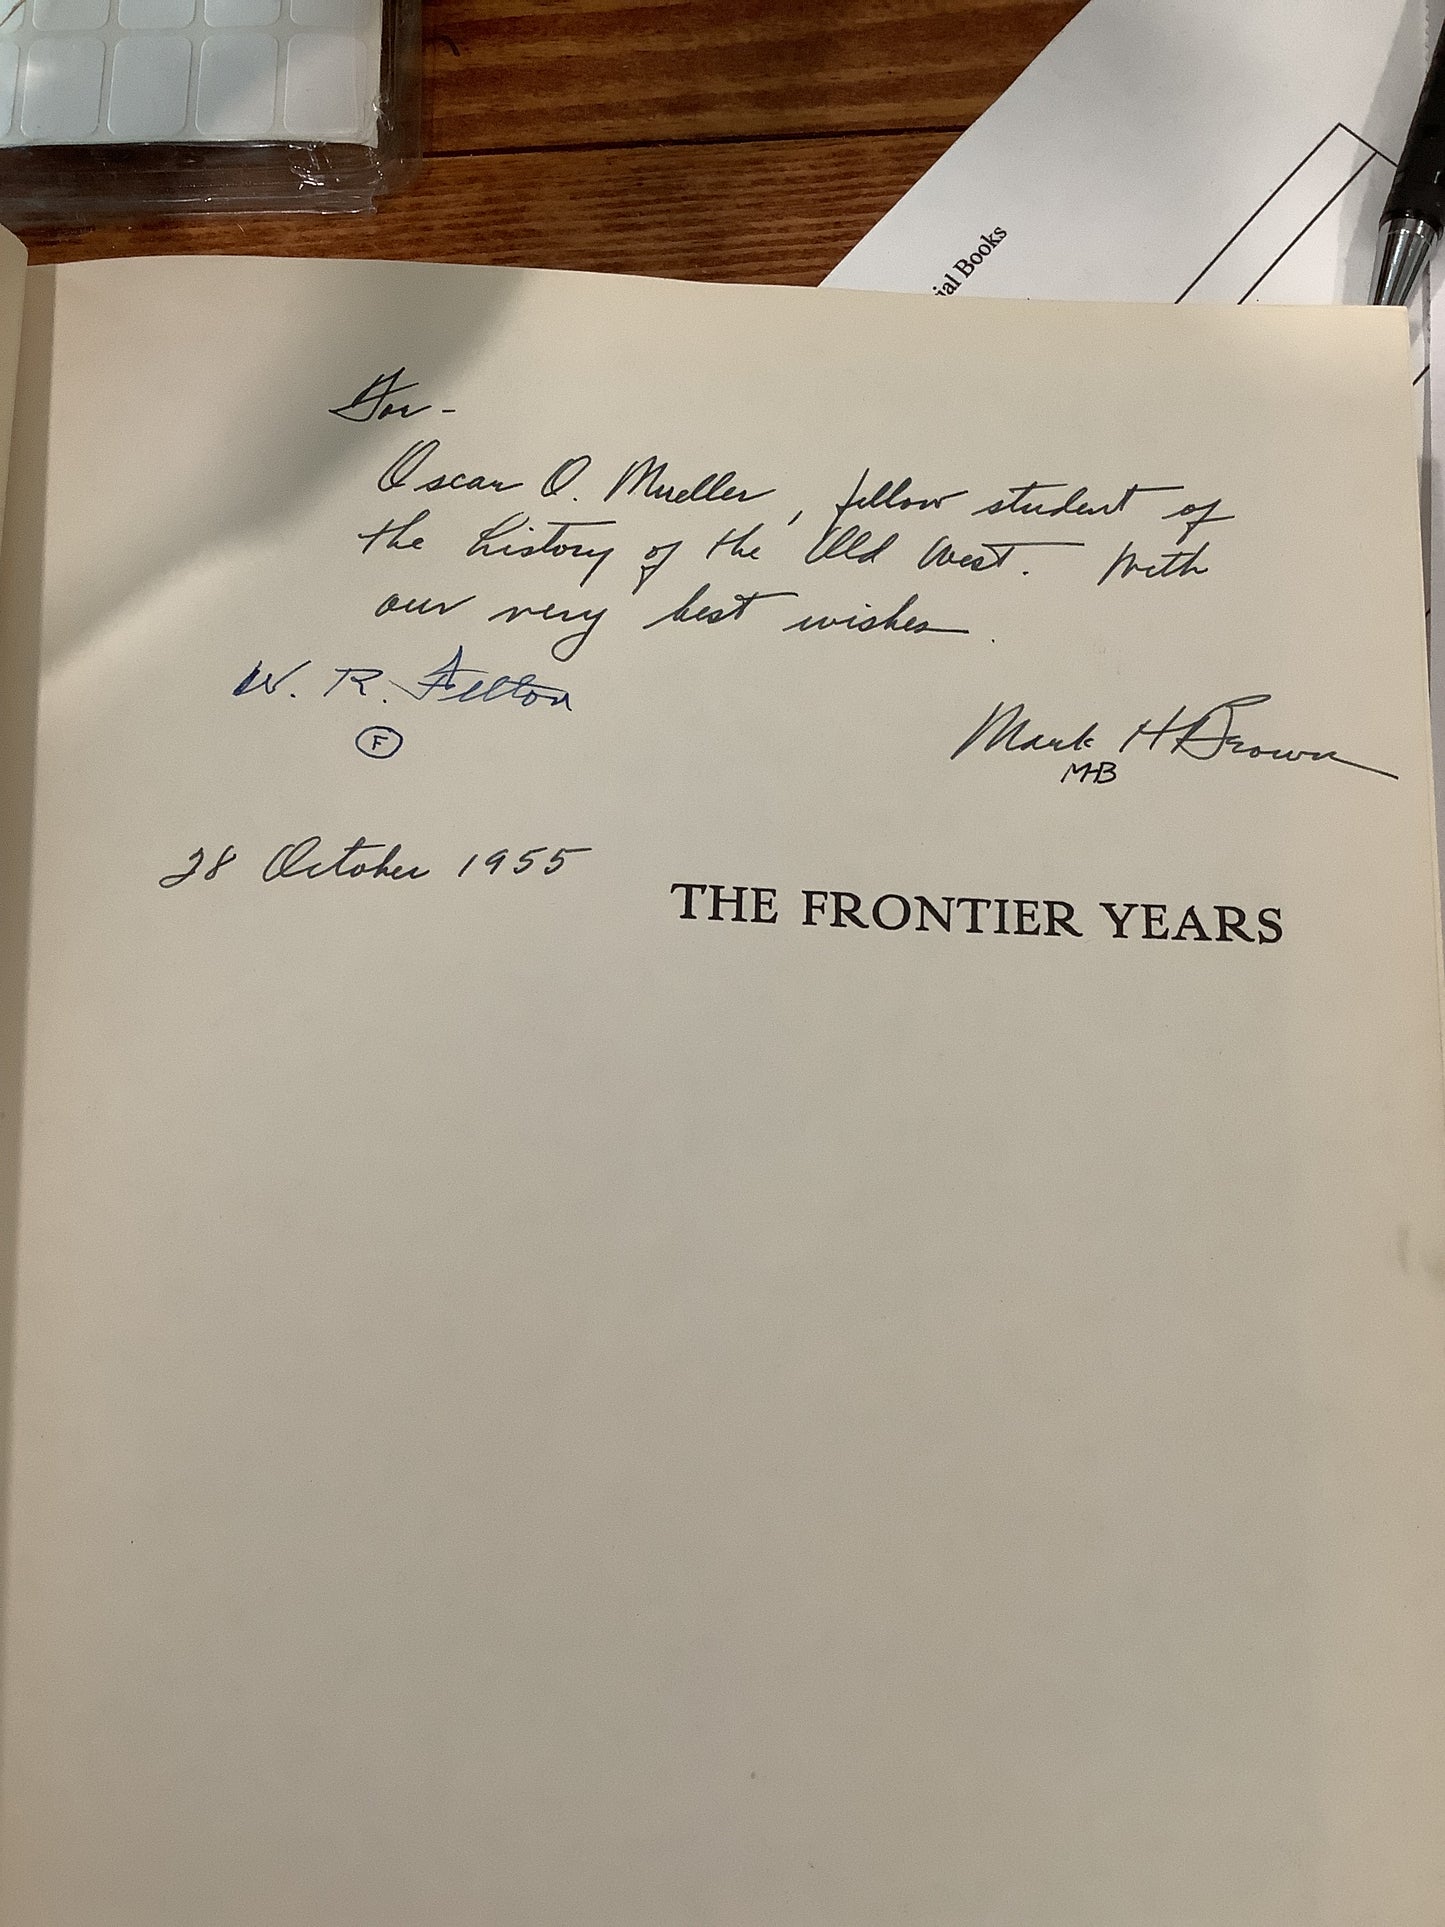 ial Books
For -
Oscar O. Mueller, fellow student of
the history of the Old West. With
our very best wishes.
W. R. Felton
F
Mark H Brown
MHB
28 October 1955
THE FRONTIER YEARS